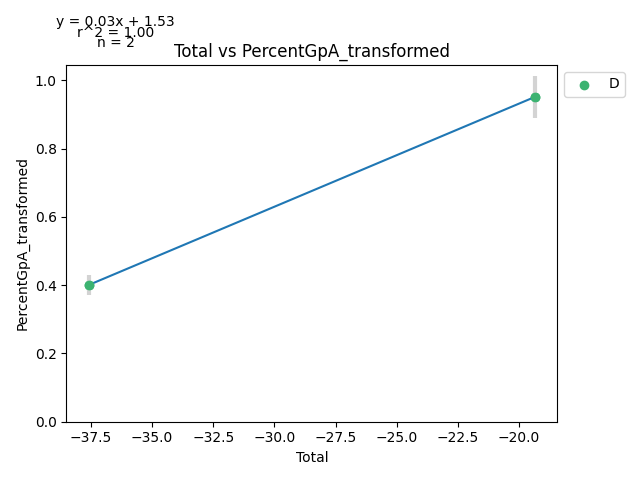 y = 0.03x + 1.53
r^2 = 1.00
n = 2
Total vs PercentGpA_transformed
D
PercentGpA_transformed
1.0
0.8
0.6
0.4
0.2
0.0
−37.5 −35.0 −32.5 −30.0 −27.5 −25.0 −22.5 −20.0
Total